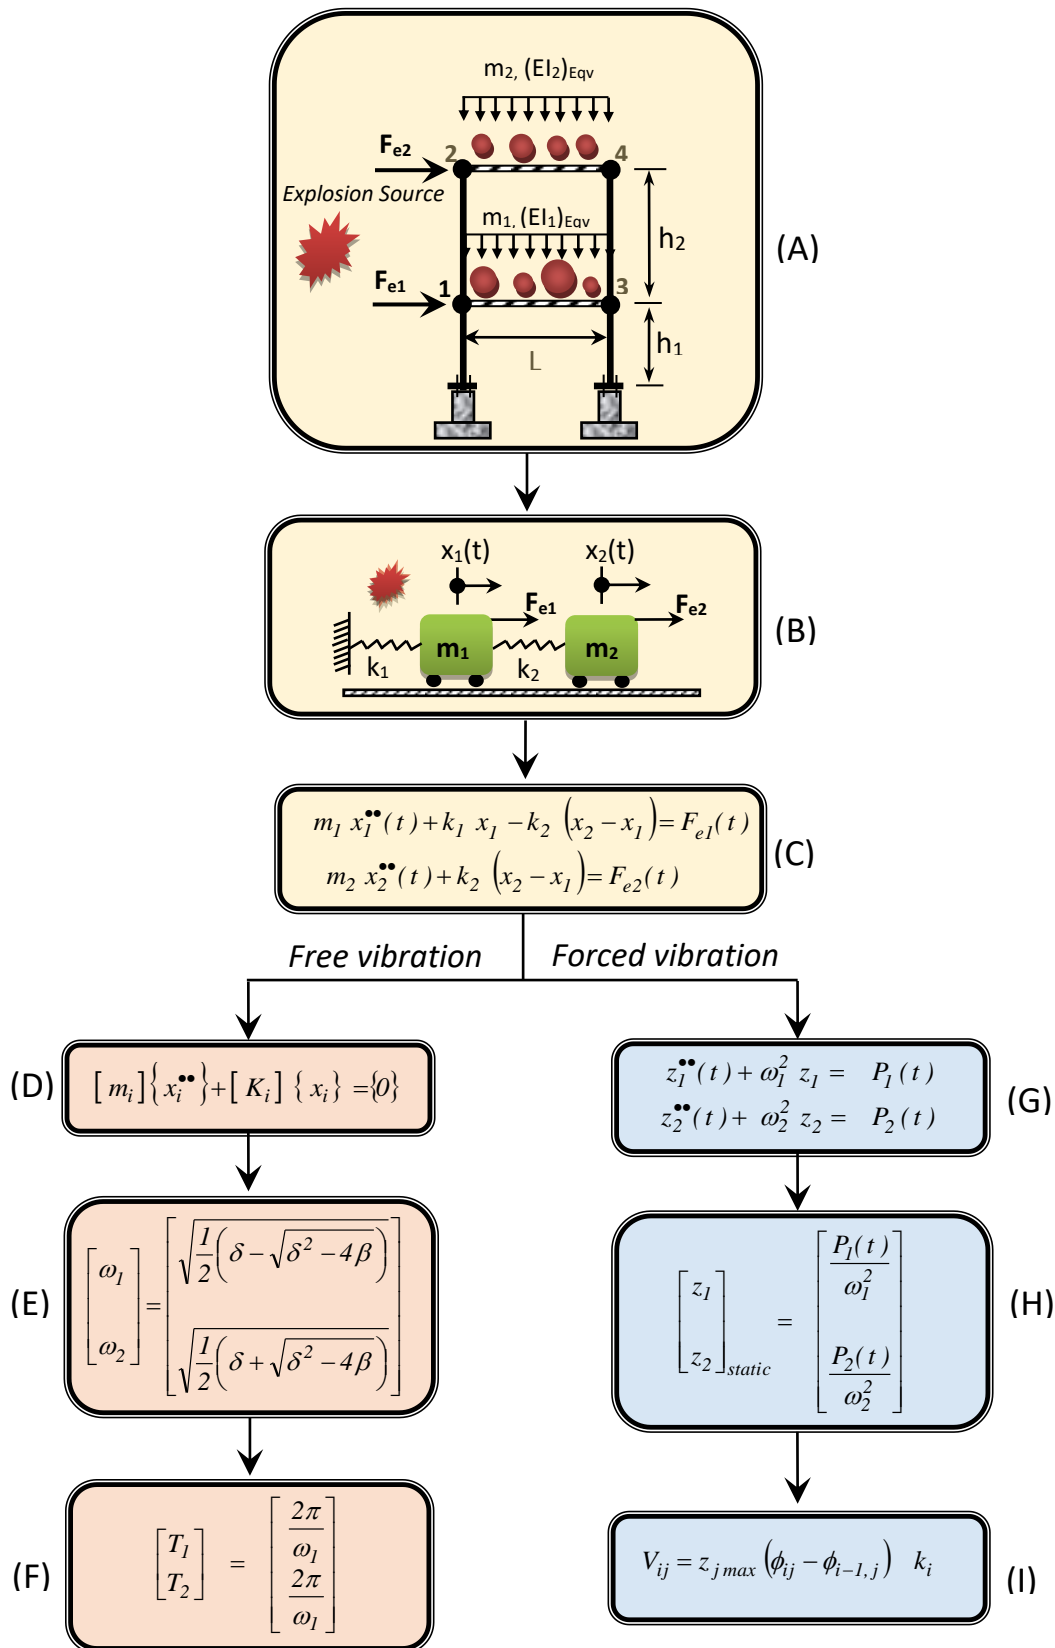 m₂, (EI₂)Eqv
Fe2
2
4
Explosion Source
m₁, (EI₁)Eqv
h₂
(A)
Fe1
1
3
L
h₁
x₁(t)
x₂(t)
Fe1
Fe2
m₁
m₂
k₁
k₂
(B)
m₁ x₁••(t)+k₁ x₁ –k₂ (x₂ – x₁)= Fe1(t)
m₂ x₂••(t)+k₂ (x₂ – x₁)= Fe2(t)
(C)
Free vibration
Forced vibration
(D)
[ mᵢ ]{ xᵢ•• }+[ Kᵢ ] { xᵢ } ={0}
z₁••(t)+ ω₁² z₁ = P₁(t)
z₂••(t)+ ω₂² z₂ = P₂(t)
(G)
(E)
[ω₁ ω₂] = [√(1/2(δ–√(δ²–4β))) √(1/2(δ+√(δ²–4β)))]
[z₁ z₂]static = [P₁(t)/ω₁² P₂(t)/ω₂²]
(H)
(F)
[T₁ T₂] = [2π/ω₁ 2π/ω₁]
Vij = zj max (ϕij – ϕi–1, j) kᵢ
(I)